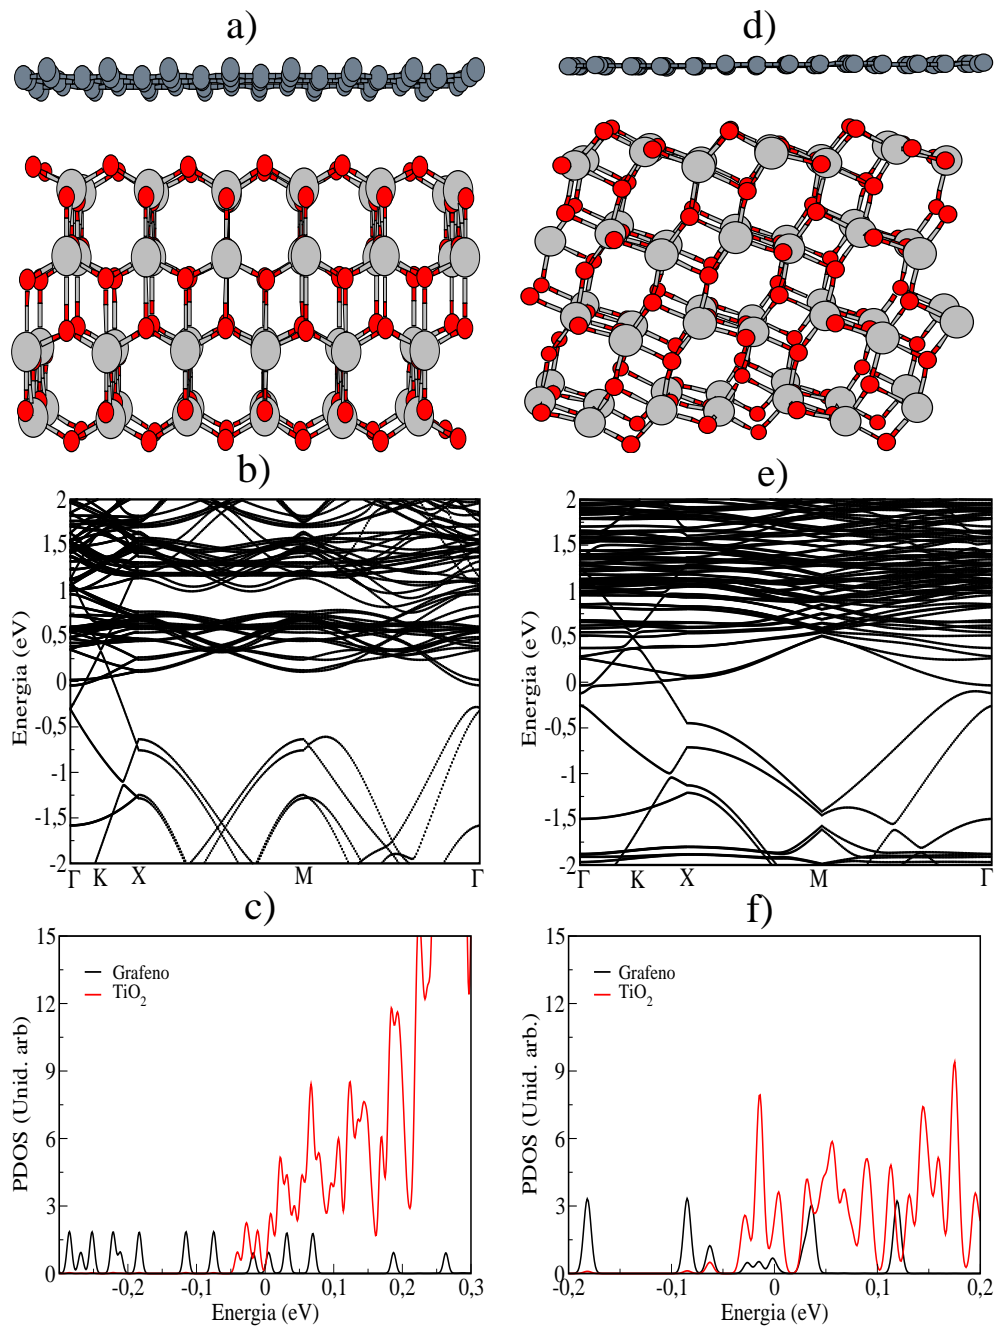 a)
d)
b)
e)
2
1,5
1
0,5
0
-0,5
-1
-1,5
-2
Energia (eV)
Γ K X M Γ
2
1,5
1
0,5
0
-0,5
-1
-1,5
-2
Energia (eV)
Γ K X M Γ
c)
f)
15
12
9
6
3
0
PDOS (Unid. arb)
Grafeno
TiO₂
-0,2 -0,1 0 0,1 0,2 0,3
Energia (eV)
15
12
9
6
3
0
PDOS (Unid. arb.)
Grafeno
TiO₂
-0,2 -0,1 0 0,1 0,2
Energia (eV)